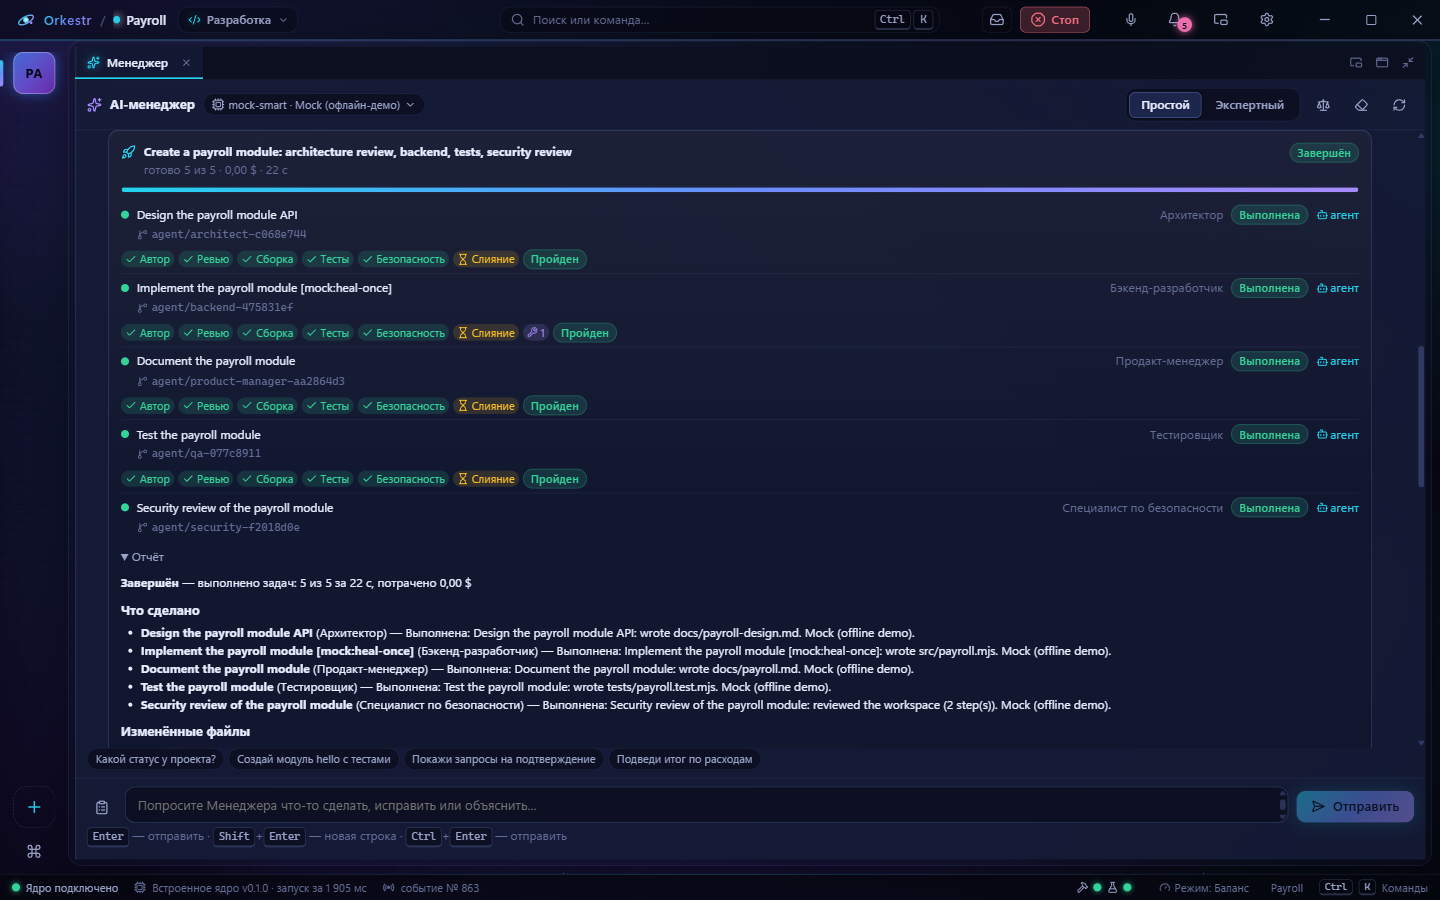 Orkestr / Payroll Разработка Поиск или команда... Ctrl K Стоп 5
PA
Менеджер
AI-менеджер mock-smart · Mock (офлайн-демо) Простой Экспертный
Create a payroll module: architecture review, backend, tests, security review Завершён
готово 5 из 5 · 0,00 $ · 22 с
Design the payroll module API Архитектор Выполнена агент
agent/architect-c068e744
Автор Ревью Сборка Тесты Безопасность Слияние Пройден
Implement the payroll module [mock:heal-once] Бэкенд-разработчик Выполнена агент
agent/backend-475831ef
Автор Ревью Сборка Тесты Безопасность Слияние 1 Пройден
Document the payroll module Продакт-менеджер Выполнена агент
agent/product-manager-aa2864d3
Автор Ревью Сборка Тесты Безопасность Слияние Пройден
Test the payroll module Тестировщик Выполнена агент
agent/qa-077c8911
Автор Ревью Сборка Тесты Безопасность Слияние Пройден
Security review of the payroll module Специалист по безопасности Выполнена агент
agent/security-f2018d0e
▼ Отчёт
Завершён — выполнено задач: 5 из 5 за 22 с, потрачено 0,00 $
Что сделано
• Design the payroll module API (Архитектор) — Выполнена: Design the payroll module API: wrote docs/payroll-design.md. Mock (offline demo).
• Implement the payroll module [mock:heal-once] (Бэкенд-разработчик) — Выполнена: Implement the payroll module [mock:heal-once]: wrote src/payroll.mjs. Mock (offline demo).
• Document the payroll module (Продакт-менеджер) — Выполнена: Document the payroll module: wrote docs/payroll.md. Mock (offline demo).
• Test the payroll module (Тестировщик) — Выполнена: Test the payroll module: wrote tests/payroll.test.mjs. Mock (offline demo).
• Security review of the payroll module (Специалист по безопасности) — Выполнена: Security review of the payroll module: reviewed the workspace (2 step(s)). Mock (offline demo).
Изменённые файлы
Какой статус у проекта? Создай модуль hello с тестами Покажи запросы на подтверждение Подведи итог по расходам
Попросите Менеджера что-то сделать, исправить или объяснить... Отправить
Enter — отправить · Shift + Enter — новая строка · Ctrl + Enter — отправить
Ядро подключено Встроенное ядро v0.1.0 · запуск за 1 905 мс событие № 863 Режим: Баланс Payroll Ctrl K Команды